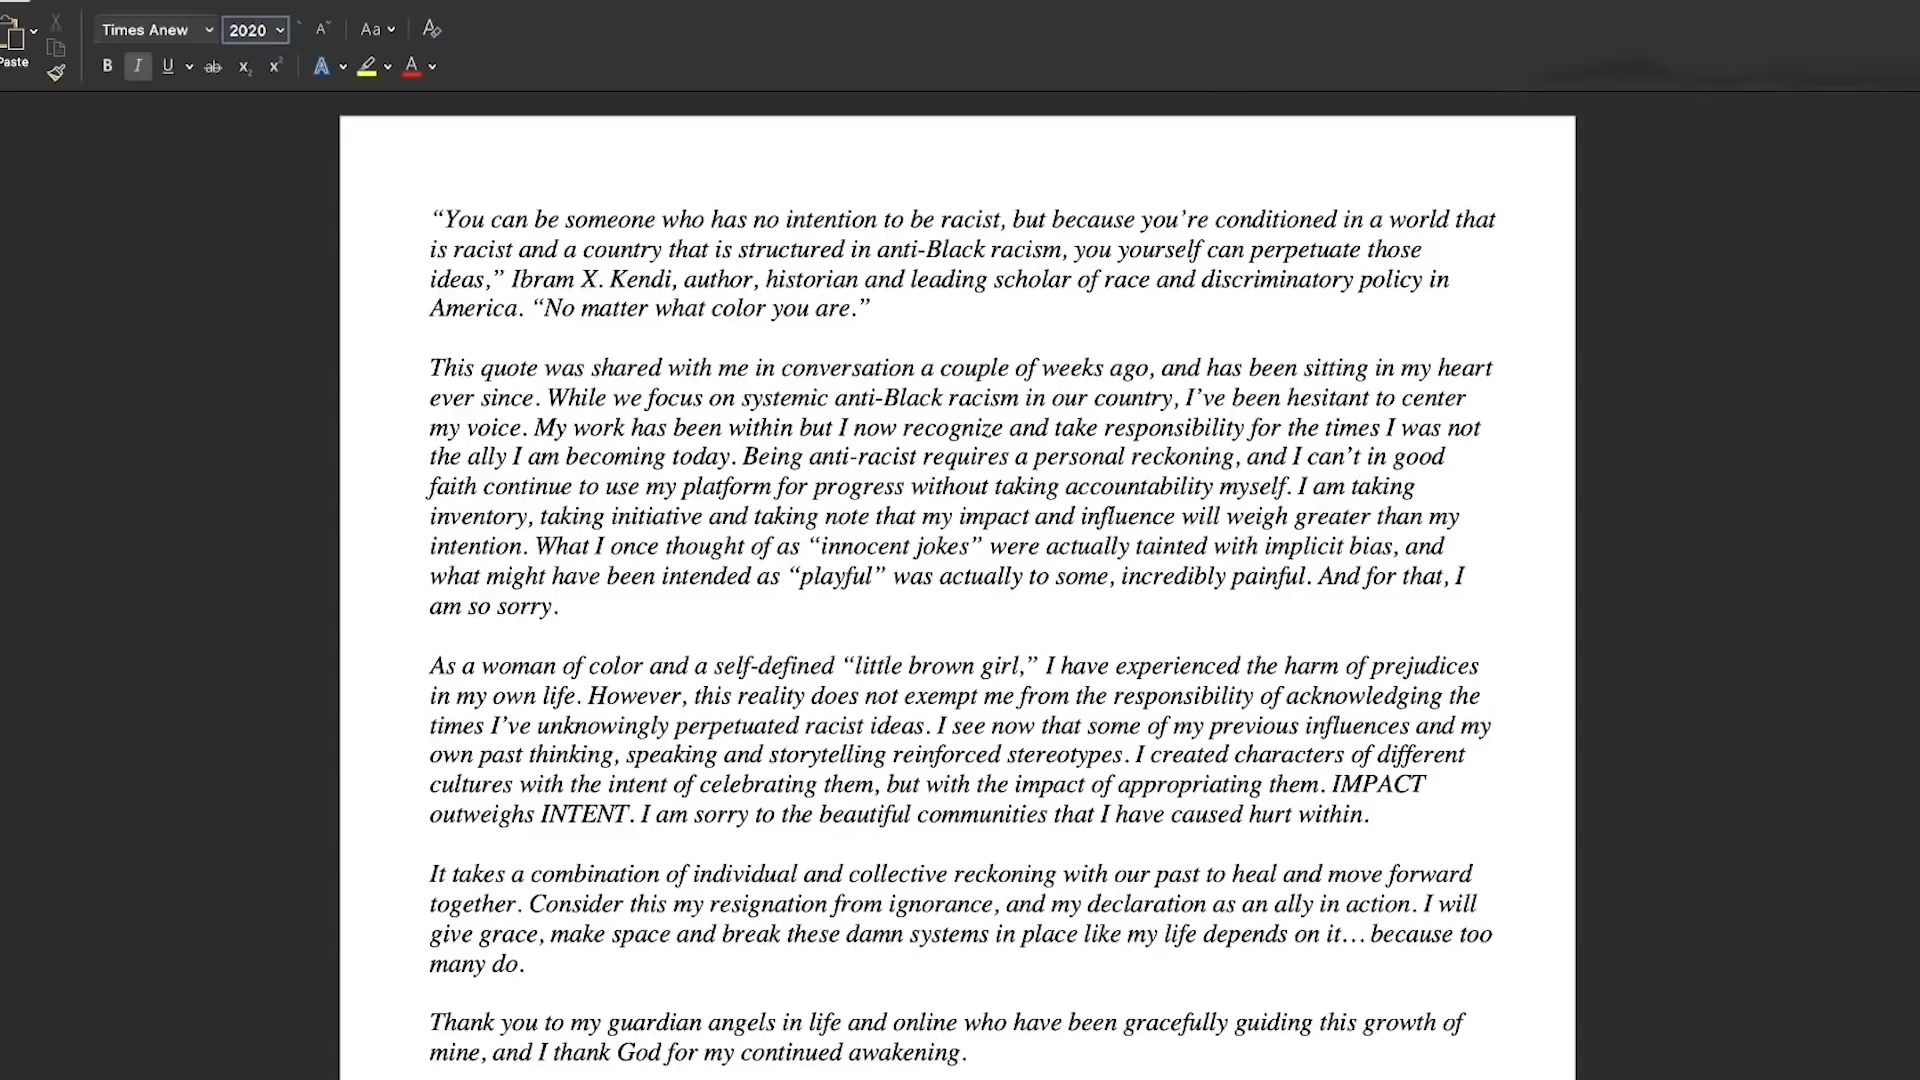 Times Anew
2020
Aa
Paste
B I U ab x2 x2 A A
“You can be someone who has no intention to be racist, but because you’re conditioned in a world that
is racist and a country that is structured in anti-Black racism, you yourself can perpetuate those
ideas,” Ibram X. Kendi, author, historian and leading scholar of race and discriminatory policy in
America. “No matter what color you are.”
This quote was shared with me in conversation a couple of weeks ago, and has been sitting in my heart
ever since. While we focus on systemic anti-Black racism in our country, I’ve been hesitant to center
my voice. My work has been within but I now recognize and take responsibility for the times I was not
the ally I am becoming today. Being anti-racist requires a personal reckoning, and I can’t in good
faith continue to use my platform for progress without taking accountability myself. I am taking
inventory, taking initiative and taking note that my impact and influence will weigh greater than my
intention. What I once thought of as “innocent jokes” were actually tainted with implicit bias, and
what might have been intended as “playful” was actually to some, incredibly painful. And for that, I
am so sorry.
As a woman of color and a self-defined “little brown girl,” I have experienced the harm of prejudices
in my own life. However, this reality does not exempt me from the responsibility of acknowledging the
times I’ve unknowingly perpetuated racist ideas. I see now that some of my previous influences and my
own past thinking, speaking and storytelling reinforced stereotypes. I created characters of different
cultures with the intent of celebrating them, but with the impact of appropriating them. IMPACT
outweighs INTENT. I am sorry to the beautiful communities that I have caused hurt within.
It takes a combination of individual and collective reckoning with our past to heal and move forward
together. Consider this my resignation from ignorance, and my declaration as an ally in action. I will
give grace, make space and break these damn systems in place like my life depends on it… because too
many do.
Thank you to my guardian angels in life and online who have been gracefully guiding this growth of
mine, and I thank God for my continued awakening.